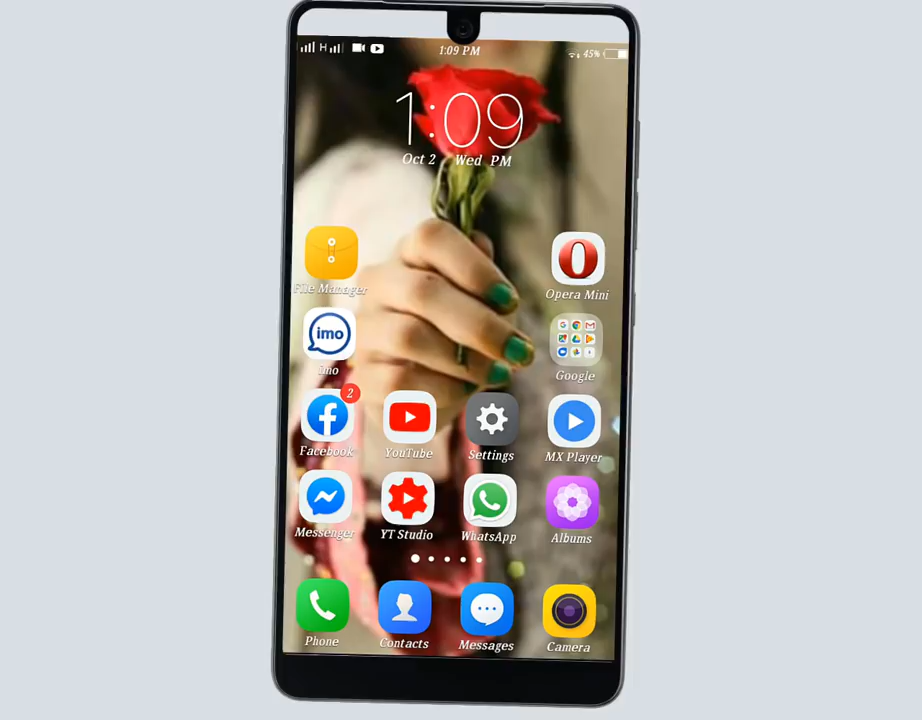 H 1:09 PM 45%
1:09
Oct 2 Wed PM
File Manager Opera Mini
imo
imo Google
2
Facebook YouTube Settings MX Player
Messenger YT Studio WhatsApp Albums
Phone Contacts Messages Camera